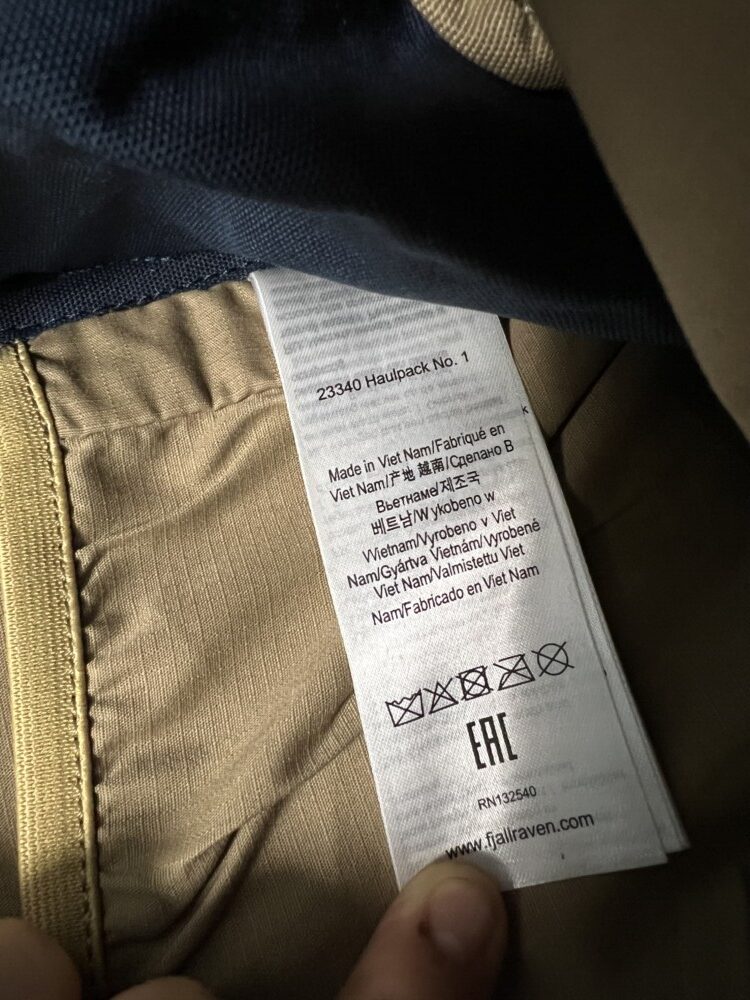 23340 Haulpack No. 1
Made in Viet Nam/Fabriqué en
Viet Nam/产地 越南/Сделано В
Вьетнаме/제조국
베트남/W ykobeno w
Wietnam/Vyrobeno v Viet
Nam/Gyártva Vietnám/Vyrobené
Viet Nam/Valmistettu Viet
Nam/Fabricado en Viet Nam
EAC
RN132540
www.fjallraven.com